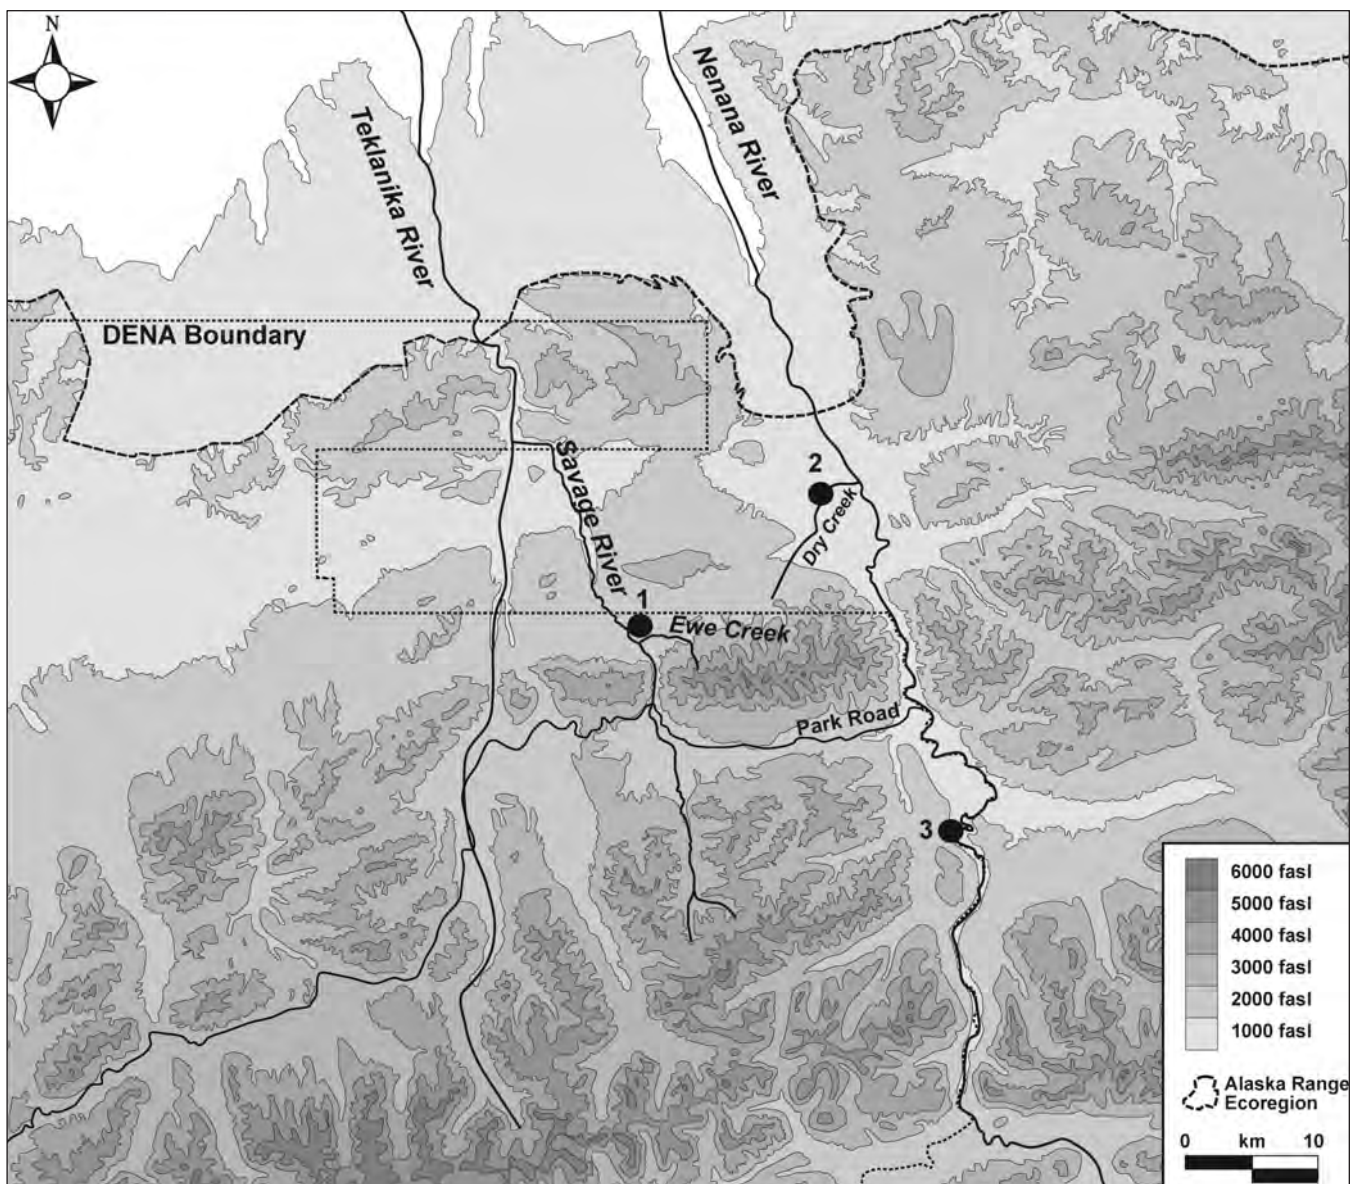 N
Teklanika River
Nenana River
DENA Boundary
Savage River
2
Dry Creek
1
Ewe Creek
Park Road
3
6000 fasl
5000 fasl
4000 fasl
3000 fasl
2000 fasl
1000 fasl
Alaska Range
Ecoregion
0 km 10